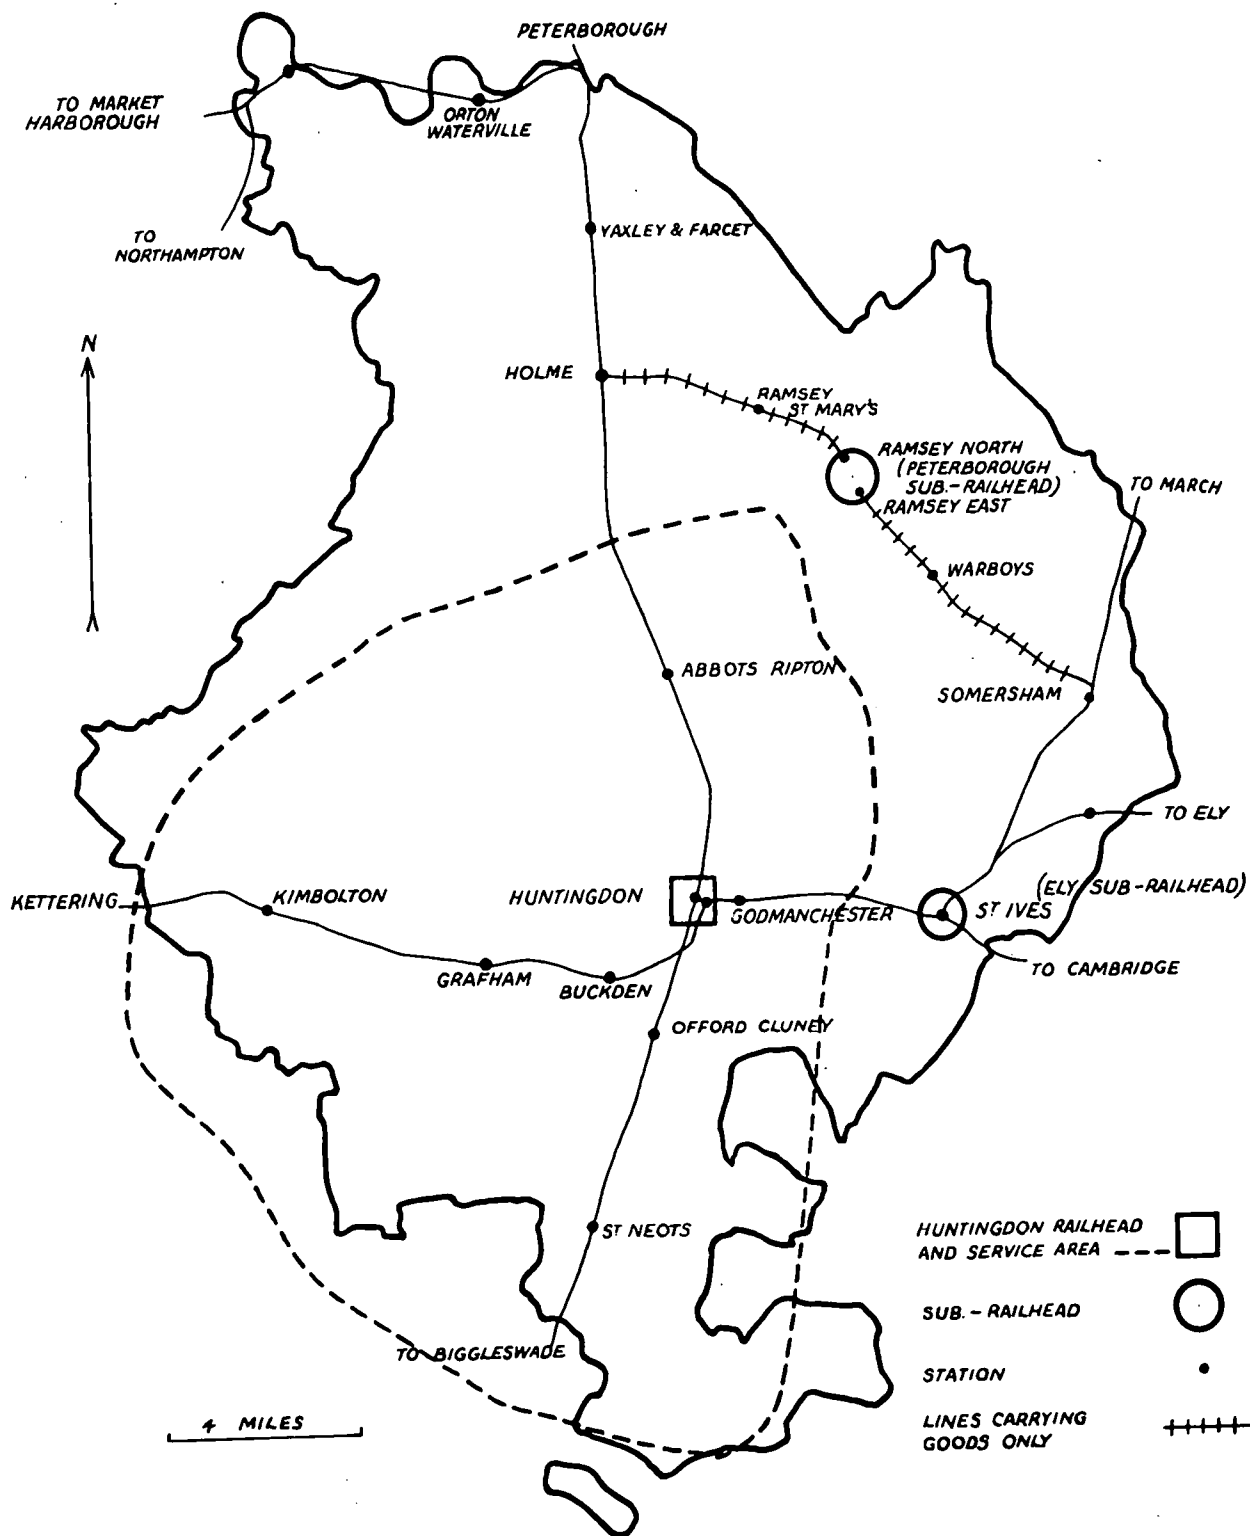 PETERBOROUGH
TO MARKET
HARBOROUGH
ORTON
WATERVILLE
TO
NORTHAMPTON
YAXLEY & FARCET
N
HOLME
RAMSEY
ST MARY'S
RAMSEY NORTH
(PETERBOROUGH
SUB.-RAILHEAD)
RAMSEY EAST
TO MARCH
WARBOYS
ABBOTS RIPTON
SOMERSHAM
TO ELY
KETTERING
KIMBOLTON
HUNTINGDON
GODMANCHESTER
(ELY SUB-RAILHEAD)
ST IVES
GRAFHAM
BUCKDEN
TO CAMBRIDGE
OFFORD CLUNEY
ST NEOTS
TO BIGGLESWADE
4 MILES
HUNTINGDON RAILHEAD
AND SERVICE AREA
SUB.-RAILHEAD
STATION
LINES CARRYING
GOODS ONLY